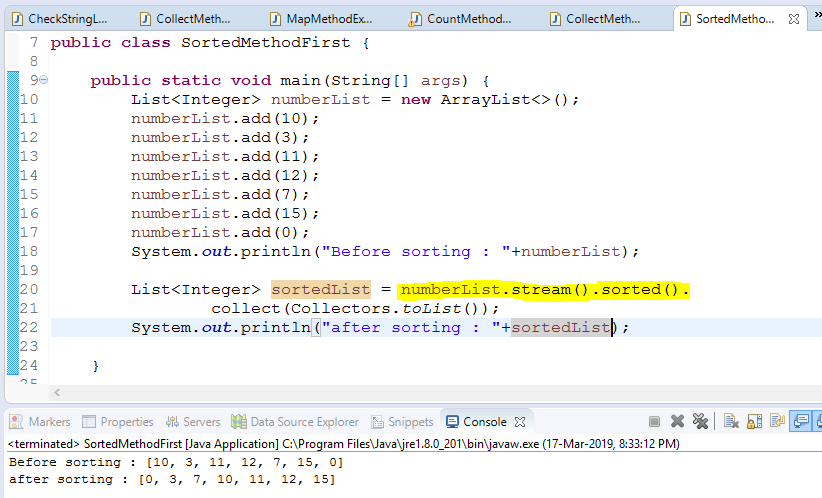 CheckStringL... CollectMeth... MapMethodEx... CountMethod... CollectMeth... SortedMetho... »
7 public class SortedMethodFirst {
8
9 public static void main(String[] args) {
10 List<Integer> numberList = new ArrayList<>();
11 numberList.add(10);
12 numberList.add(3);
13 numberList.add(11);
14 numberList.add(12);
15 numberList.add(7);
16 numberList.add(15);
17 numberList.add(0);
18 System.out.println("Before sorting : "+numberList);
19
20 List<Integer> sortedList = numberList.stream().sorted().
21 collect(Collectors.toList());
22 System.out.println("after sorting : "+sortedList);
23
24 }
25
Markers Properties Servers Data Source Explorer Snippets Console
<terminated> SortedMethodFirst [Java Application] C:\Program Files\Java\jre1.8.0_201\bin\javaw.exe (17-Mar-2019, 8:33:12 PM)
Before sorting : [10, 3, 11, 12, 7, 15, 0]
after sorting : [0, 3, 7, 10, 11, 12, 15]